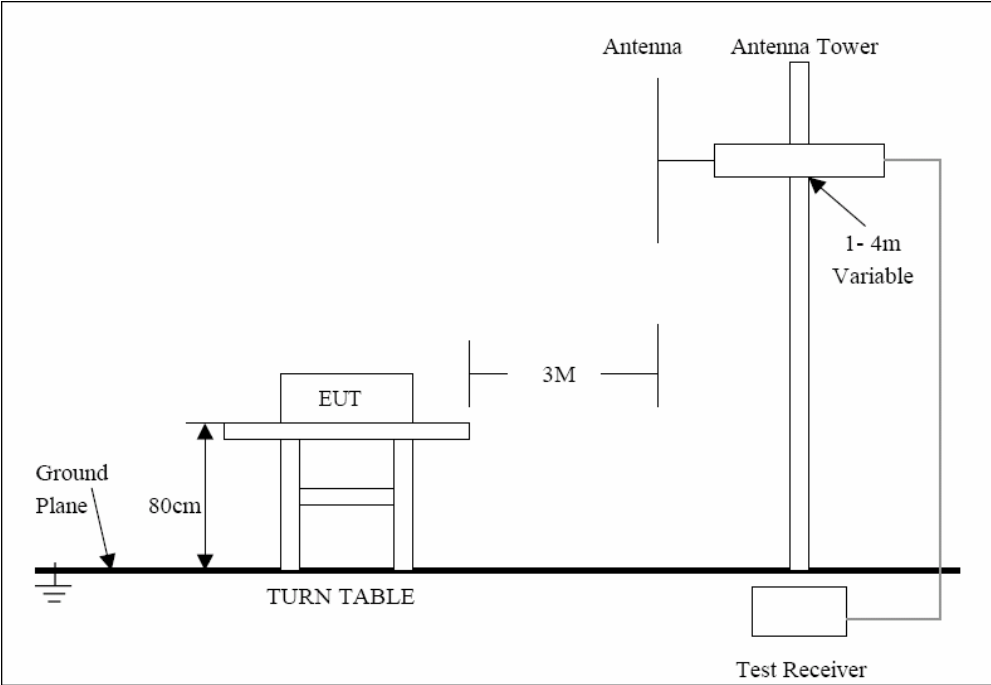 Antenna
Antenna Tower
1- 4m
Variable
3M
EUT
Ground
Plane
80cm
TURN TABLE
Test Receiver